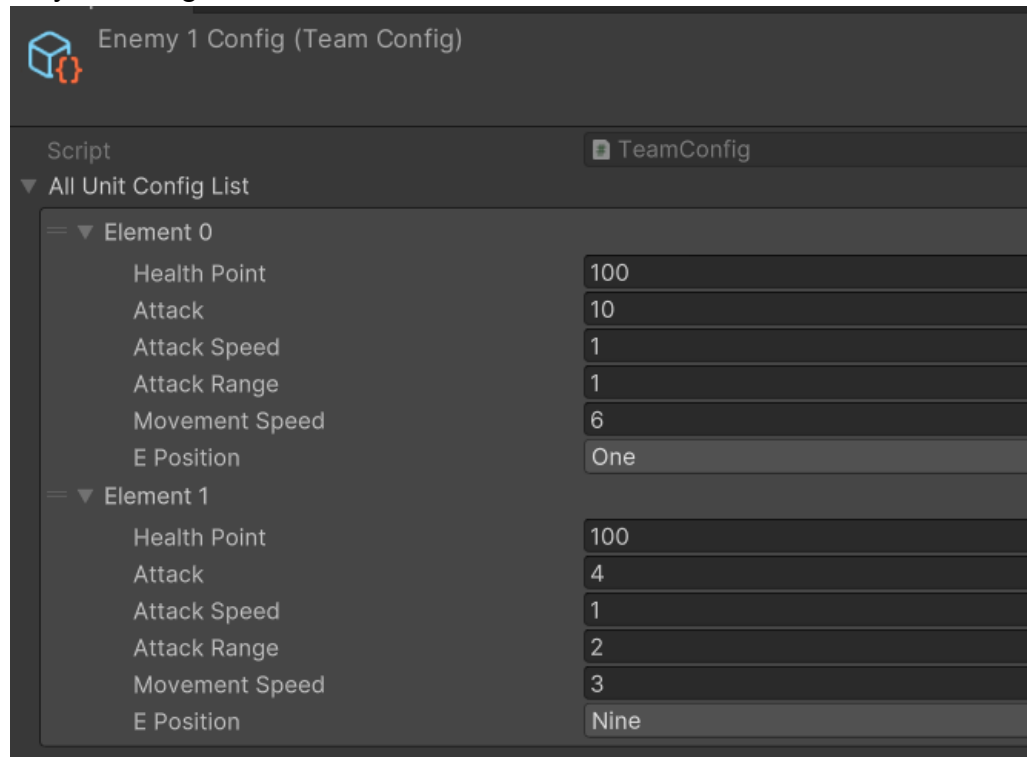 Enemy 1 Config (Team Config)
Script TeamConfig
All Unit Config List
Element 0
Health Point 100
Attack 10
Attack Speed 1
Attack Range 1
Movement Speed 6
E Position One
Element 1
Health Point 100
Attack 4
Attack Speed 1
Attack Range 2
Movement Speed 3
E Position Nine